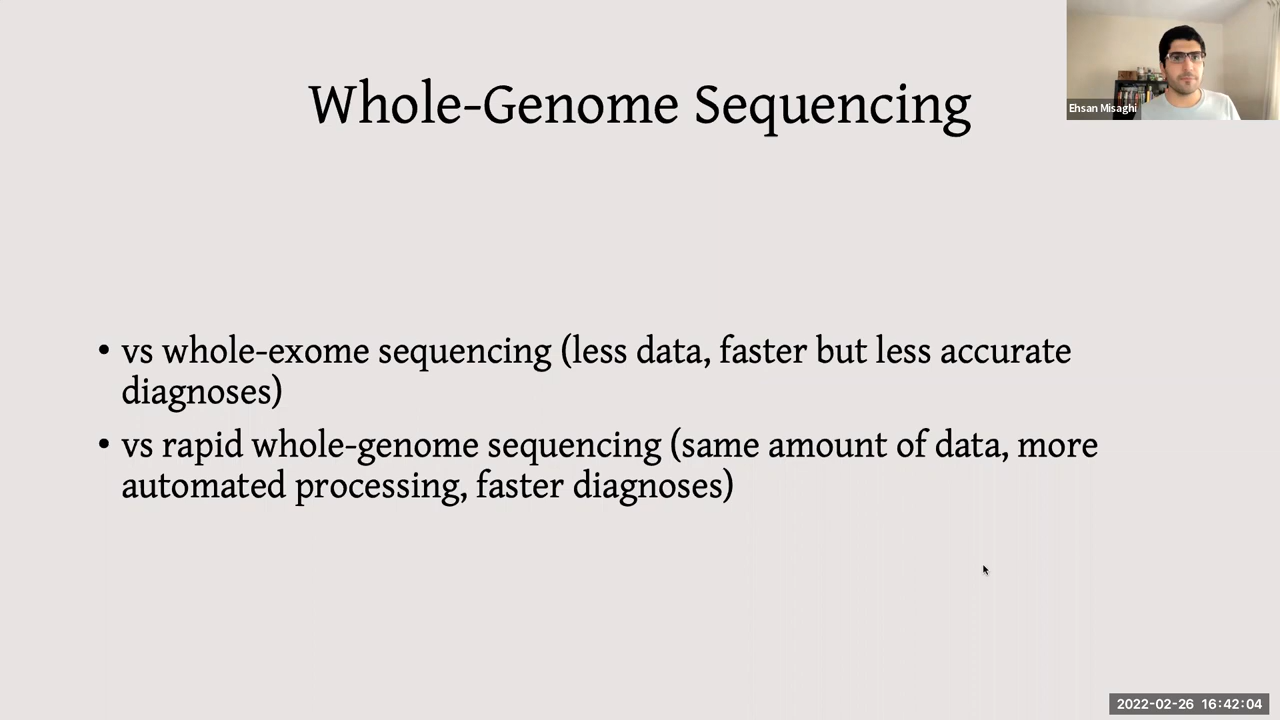 Whole-Genome Sequencing
Ehsan Misaghi
• vs whole-exome sequencing (less data, faster but less accurate
diagnoses)
• vs rapid whole-genome sequencing (same amount of data, more
automated processing, faster diagnoses)
2022-02-26 16:42:04